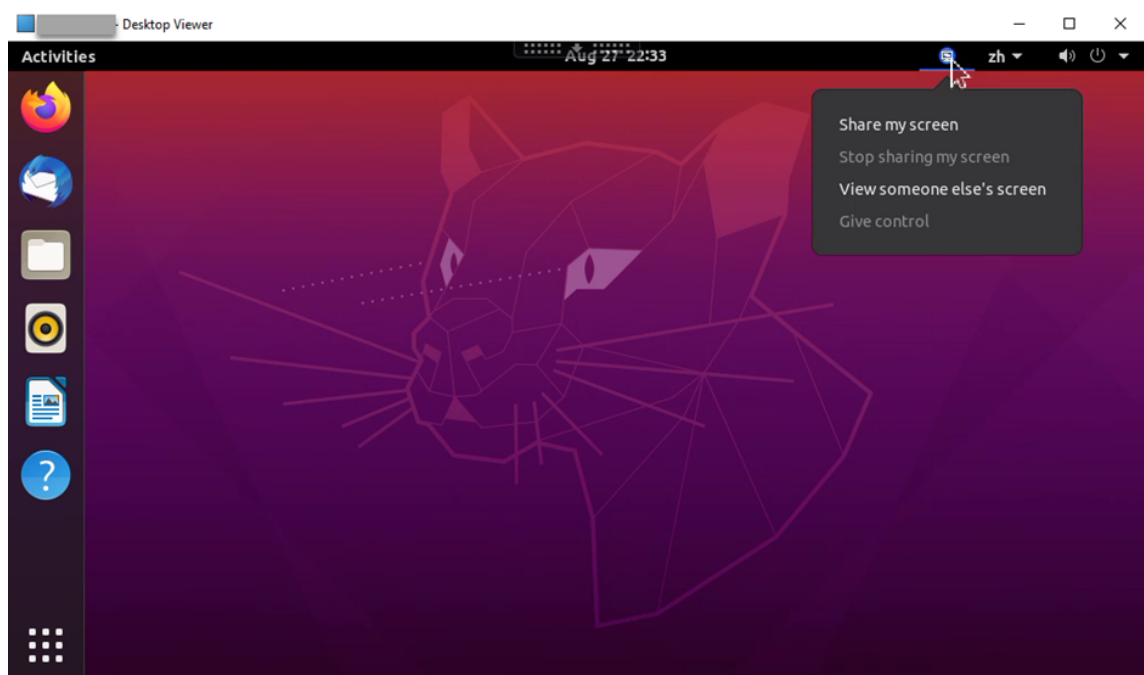 - Desktop Viewer
Activities
Aug 27 22:33
zh
Share my screen
Stop sharing my screen
View someone else's screen
Give control
?